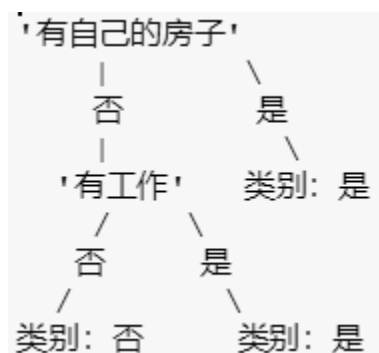 '有自己的房子'
否 是
'有工作' 类别: 是
否 是
类别: 否 类别: 是